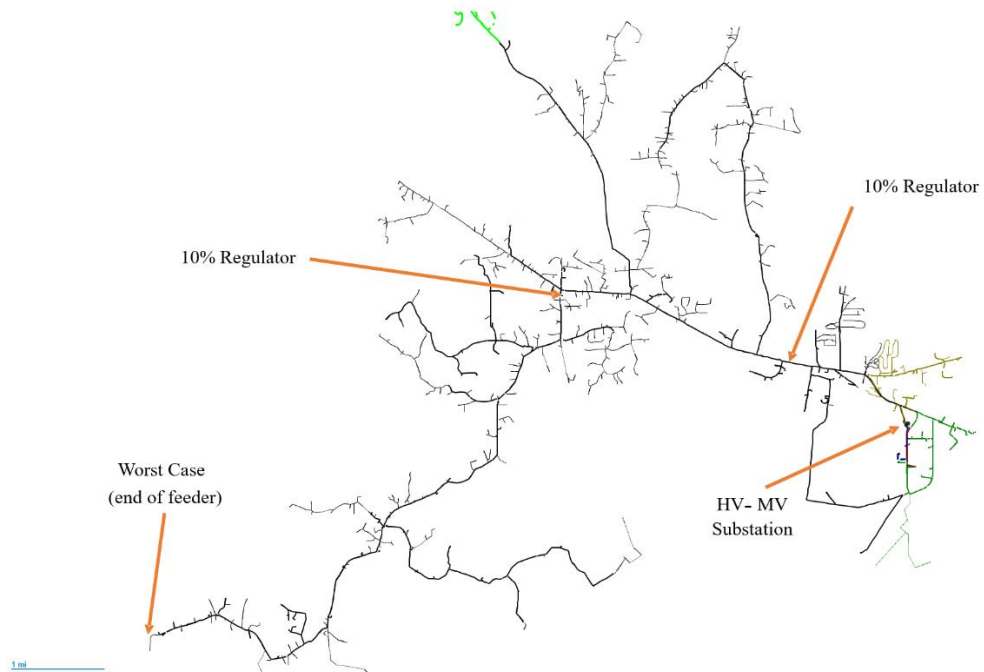 10% Regulator
10% Regulator
Worst Case
(end of feeder)
HV- MV
Substation
1 mi